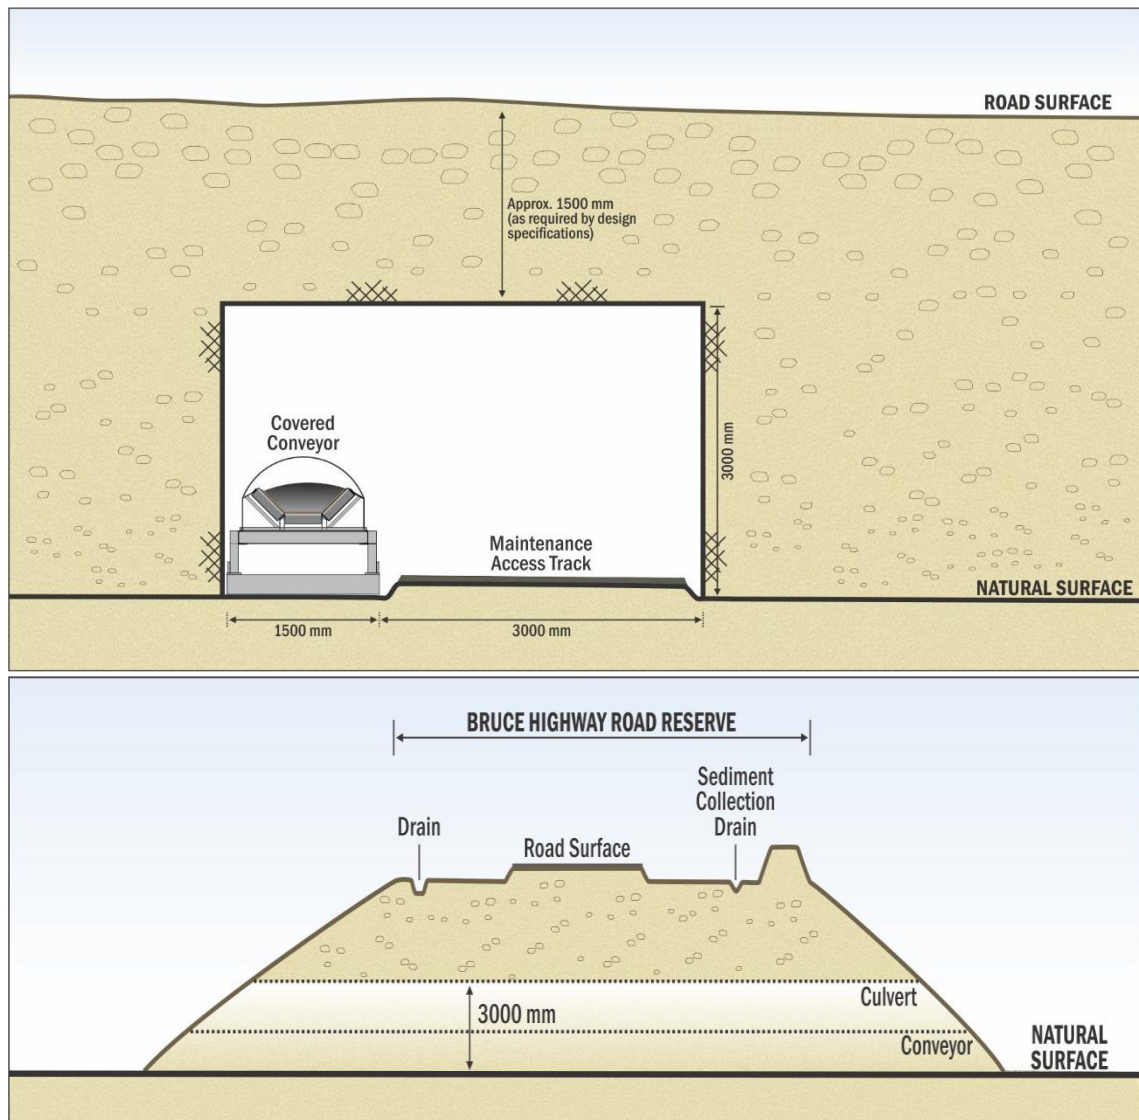 ROAD SURFACE
Approx. 1500 mm
(as required by design
specifications)
Covered
Conveyor
3000 mm
Maintenance
Access Track
NATURAL SURFACE
1500 mm
3000 mm
BRUCE HIGHWAY ROAD RESERVE
Sediment
Collection
Drain
Drain
Road Surface
Culvert
3000 mm
Conveyor
NATURAL
SURFACE